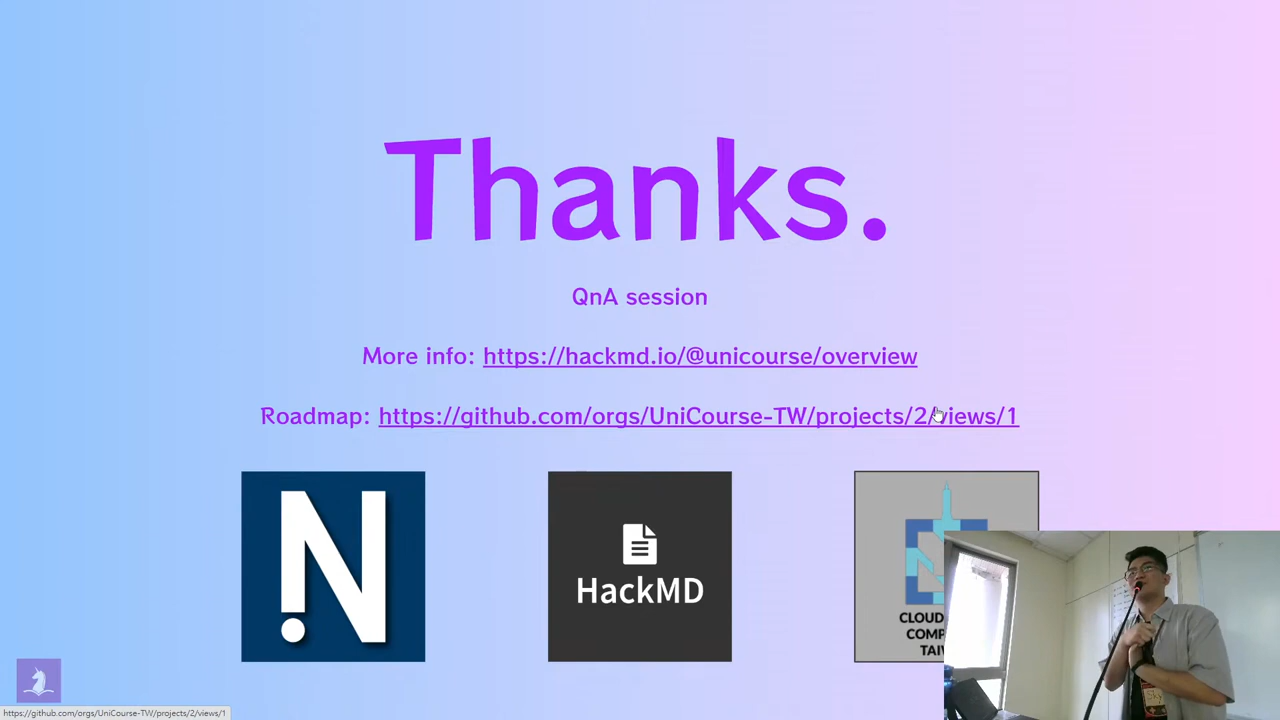 Thanks.
QnA session
More info: https://hackmd.io/@unicourse/overview
Roadmap: https://github.com/orgs/UniCourse-TW/projects/2/views/1
N
HackMD
CLOUD
COMP
TAI
https://github.com/orgs/UniCourse-TW/projects/2/views/1